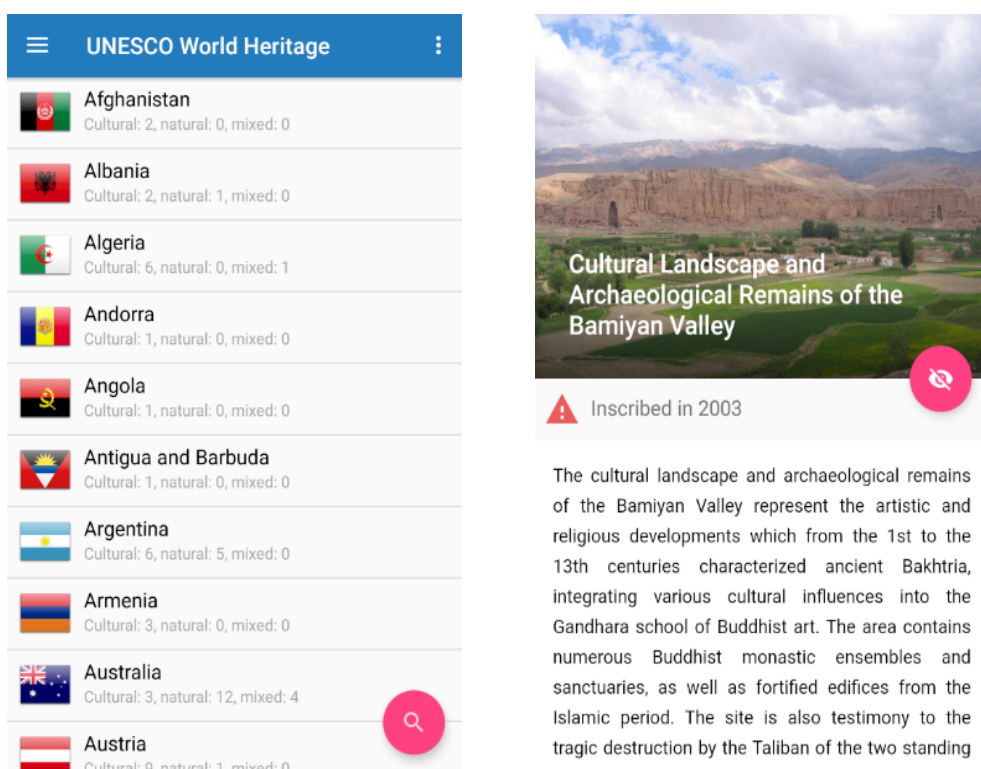 UNESCO World Heritage
Afghanistan
Cultural: 2, natural: 0, mixed: 0
Albania
Cultural: 2, natural: 1, mixed: 0
Algeria
Cultural: 6, natural: 0, mixed: 1
Andorra
Cultural: 1, natural: 0, mixed: 0
Angola
Cultural: 1, natural: 0, mixed: 0
Antigua and Barbuda
Cultural: 1, natural: 0, mixed: 0
Argentina
Cultural: 6, natural: 5, mixed: 0
Armenia
Cultural: 3, natural: 0, mixed: 0
Australia
Cultural: 3, natural: 12, mixed: 4
Austria
Cultural: 9, natural: 1, mixed: 0
Cultural Landscape and
Archaeological Remains of the
Bamiyan Valley
Inscribed in 2003
The cultural landscape and archaeological remains
of the Bamiyan Valley represent the artistic and
religious developments which from the 1st to the
13th centuries characterized ancient Bakhtria,
integrating various cultural influences into the
Gandhara school of Buddhist art. The area contains
numerous Buddhist monastic ensembles and
sanctuaries, as well as fortified edifices from the
Islamic period. The site is also testimony to the
tragic destruction by the Taliban of the two standing